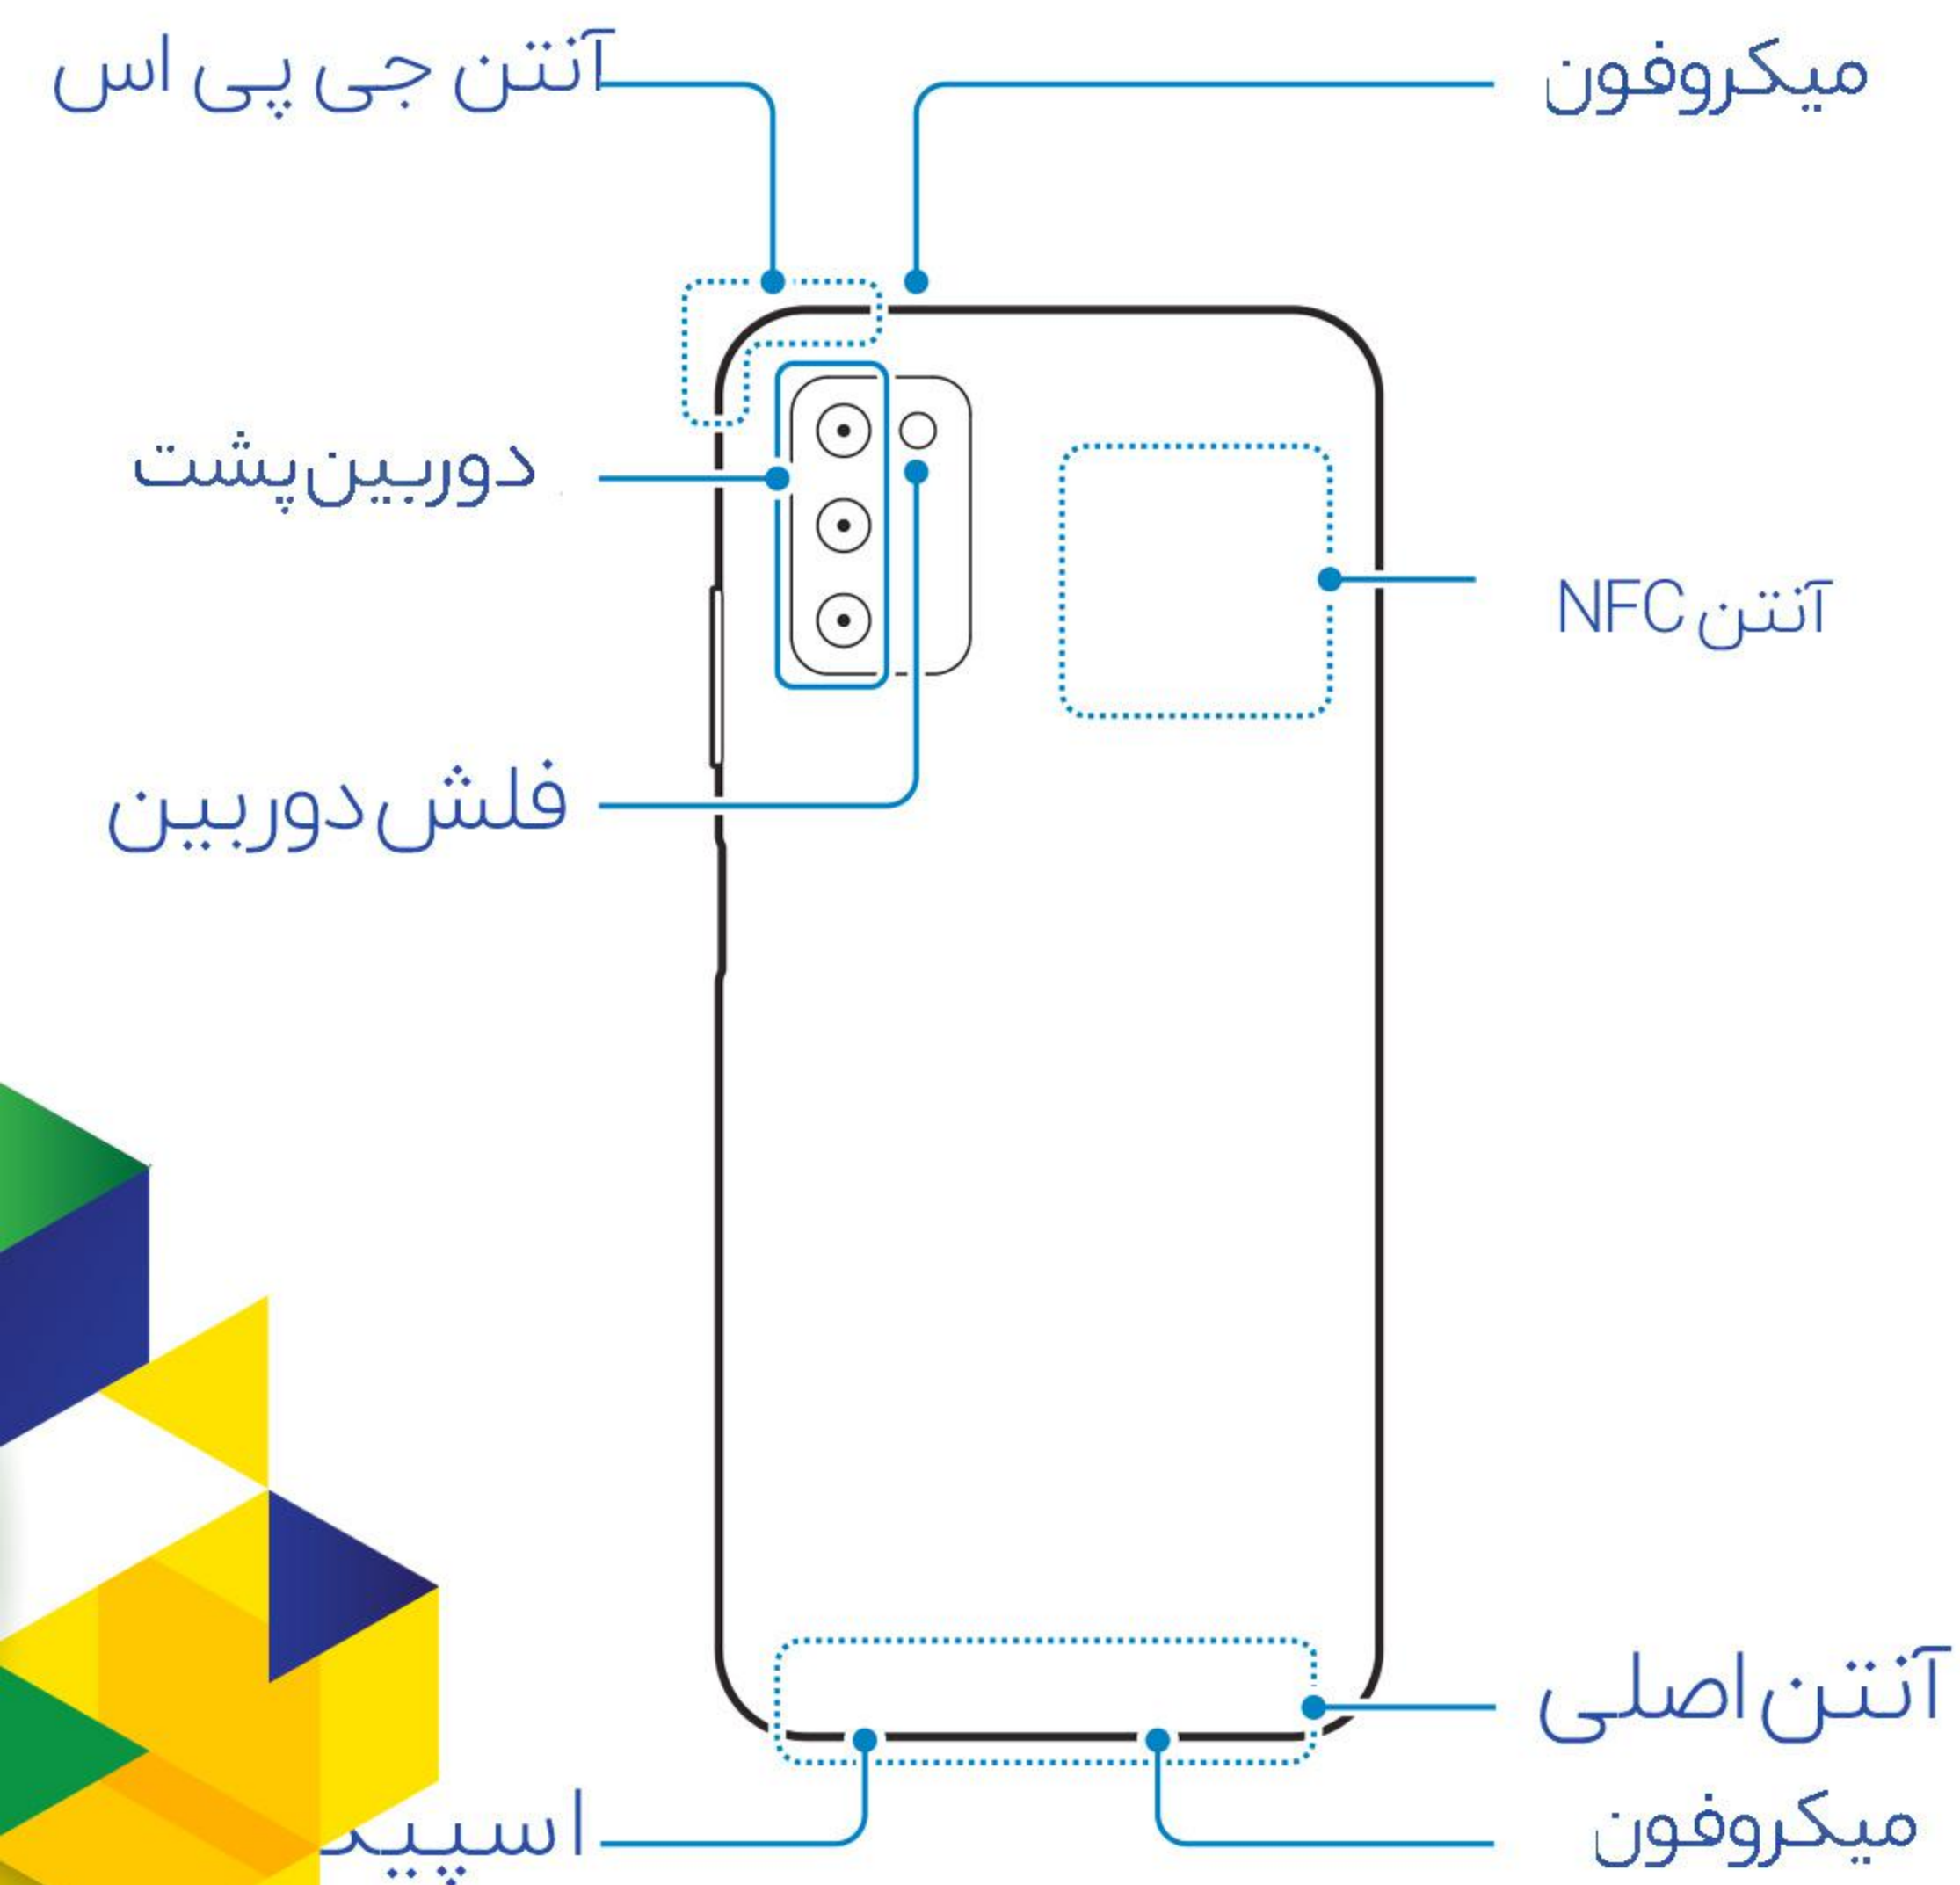 میکروفون
آنتن جی پی اس
دوربین پشت
آنتن NFC
فلش دوربین
آنتن اصلی
میکروفون